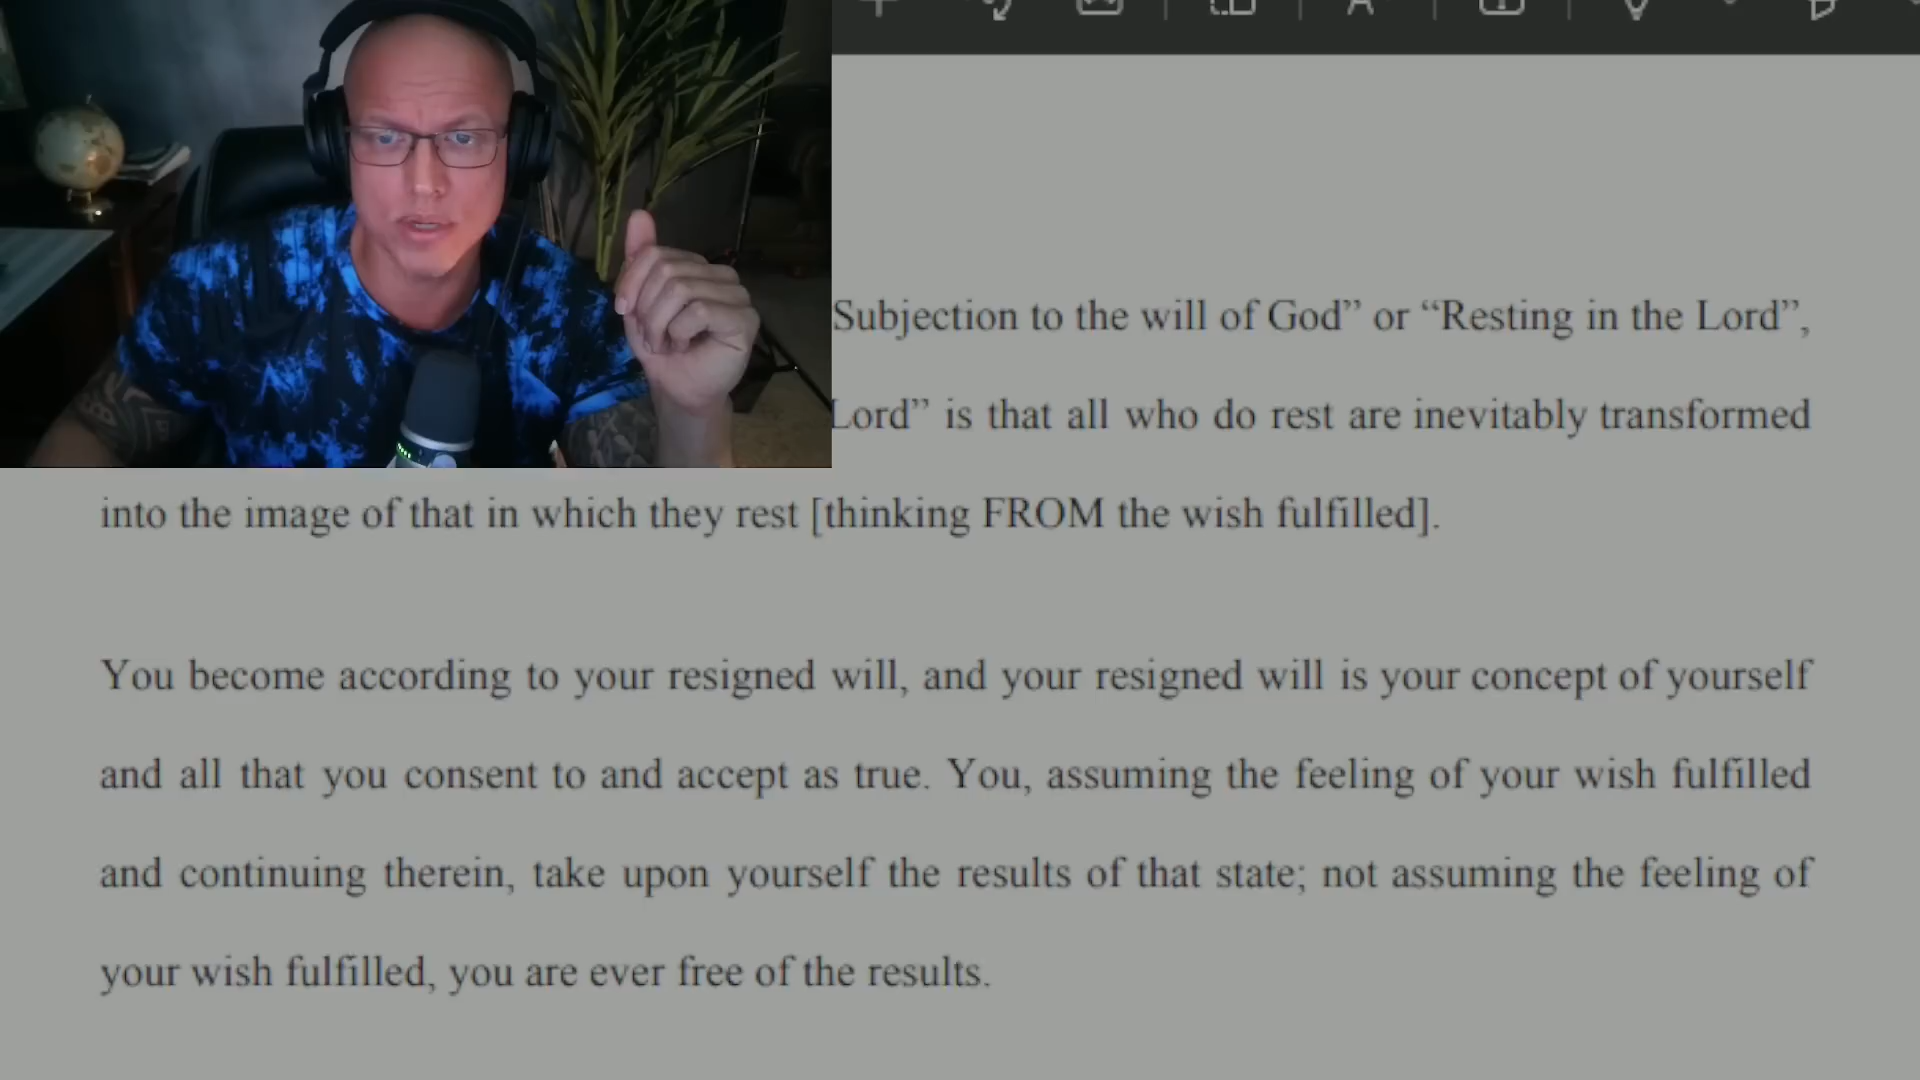 Subjection to the will of God” or “Resting in the Lord”,
Lord” is that all who do rest are inevitably transformed
into the image of that in which they rest [thinking FROM the wish fulfilled].
You become according to your resigned will, and your resigned will is your concept of yourself
and all that you consent to and accept as true. You, assuming the feeling of your wish fulfilled
and continuing therein, take upon yourself the results of that state; not assuming the feeling of
your wish fulfilled, you are ever free of the results.